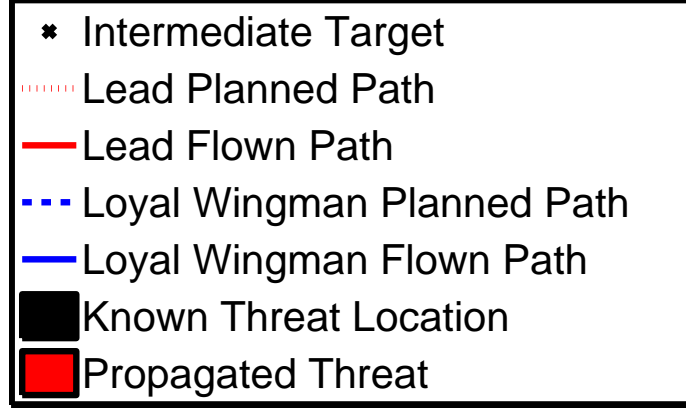 Intermediate Target
Lead Planned Path
Lead Flown Path
Loyal Wingman Planned Path
Loyal Wingman Flown Path
Known Threat Location
Propagated Threat